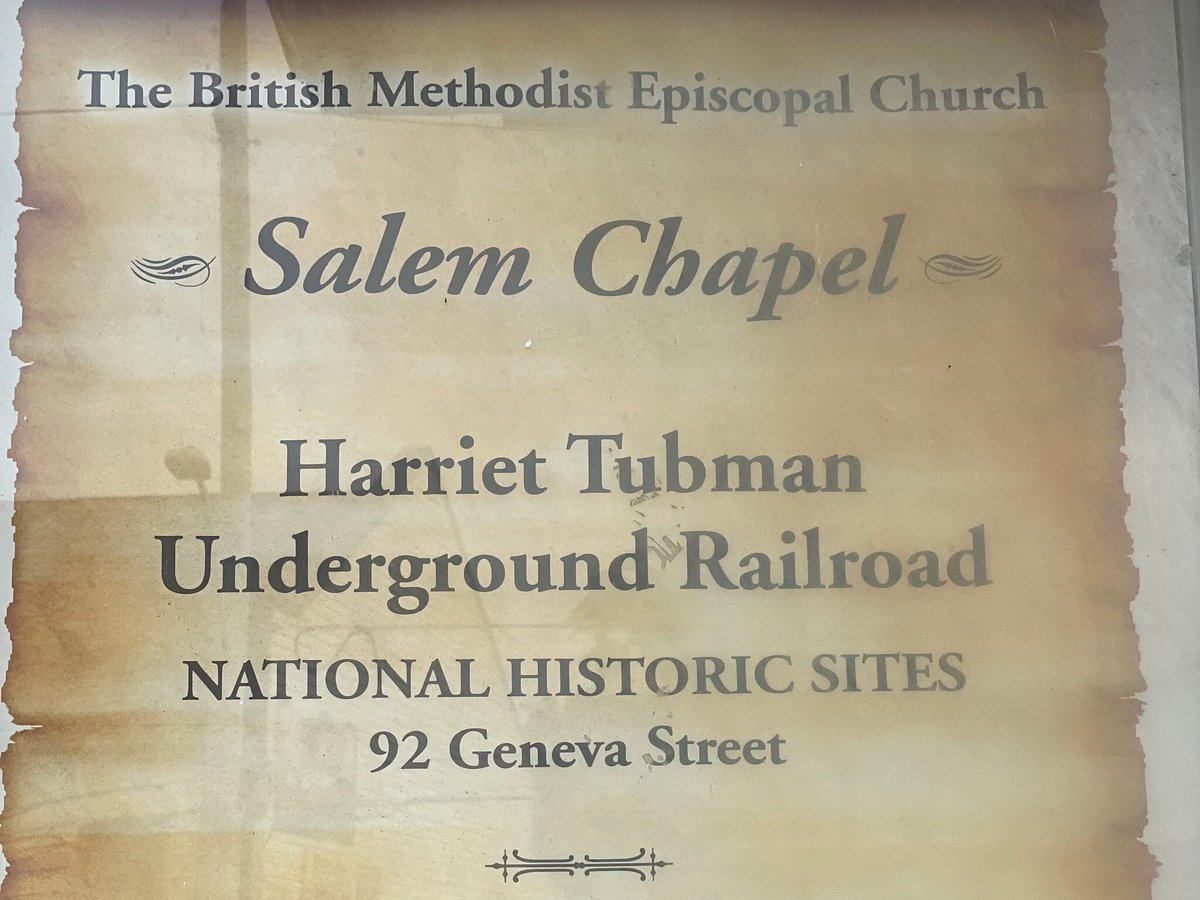 The British Methodist Episcopal Church
Salem Chapel
Harriet Tubman
Underground Railroad
NATIONAL HISTORIC SITES
92 Geneva Street